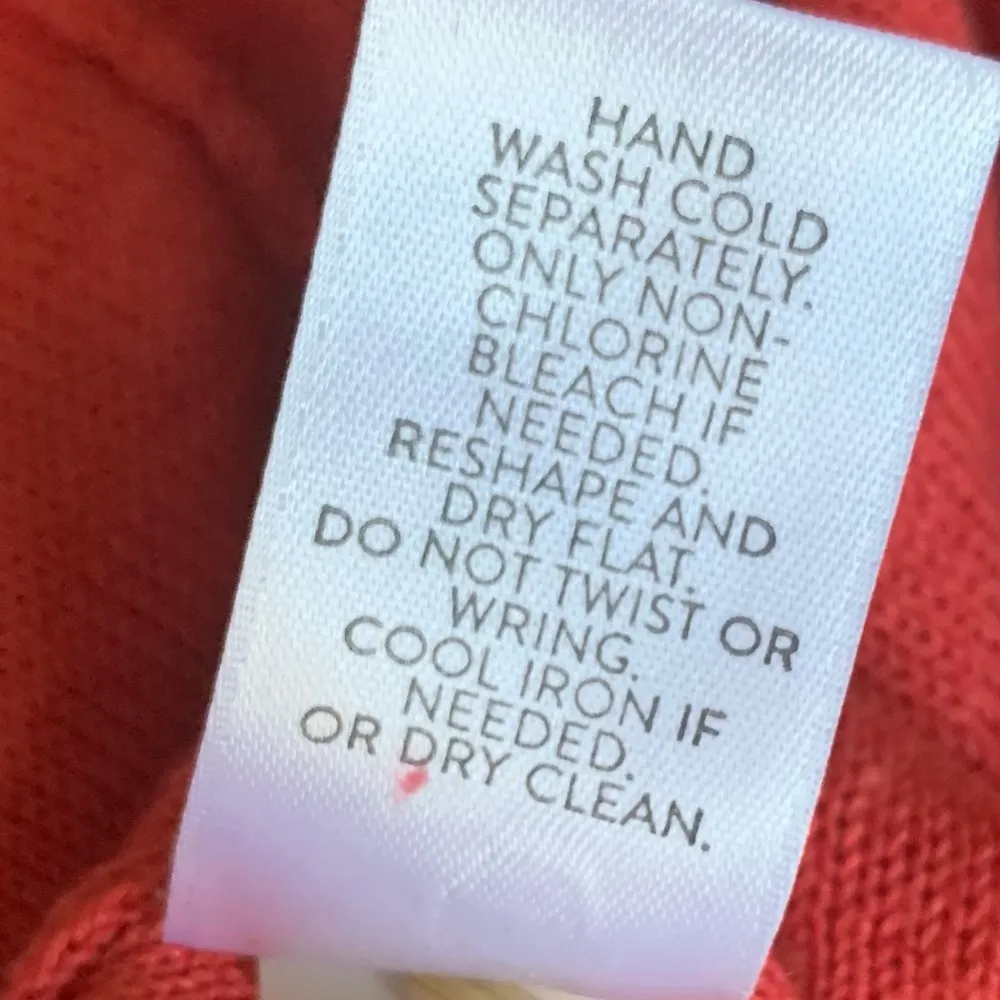 HAND
WASH COLD
SEPARATELY.
ONLY NON-
CHLORINE
BLEACH IF
NEEDED.
RESHAPE AND
DRY FLAT.
DO NOT TWIST OR
WRING.
COOL IRON IF
NEEDED.
OR DRY CLEAN.